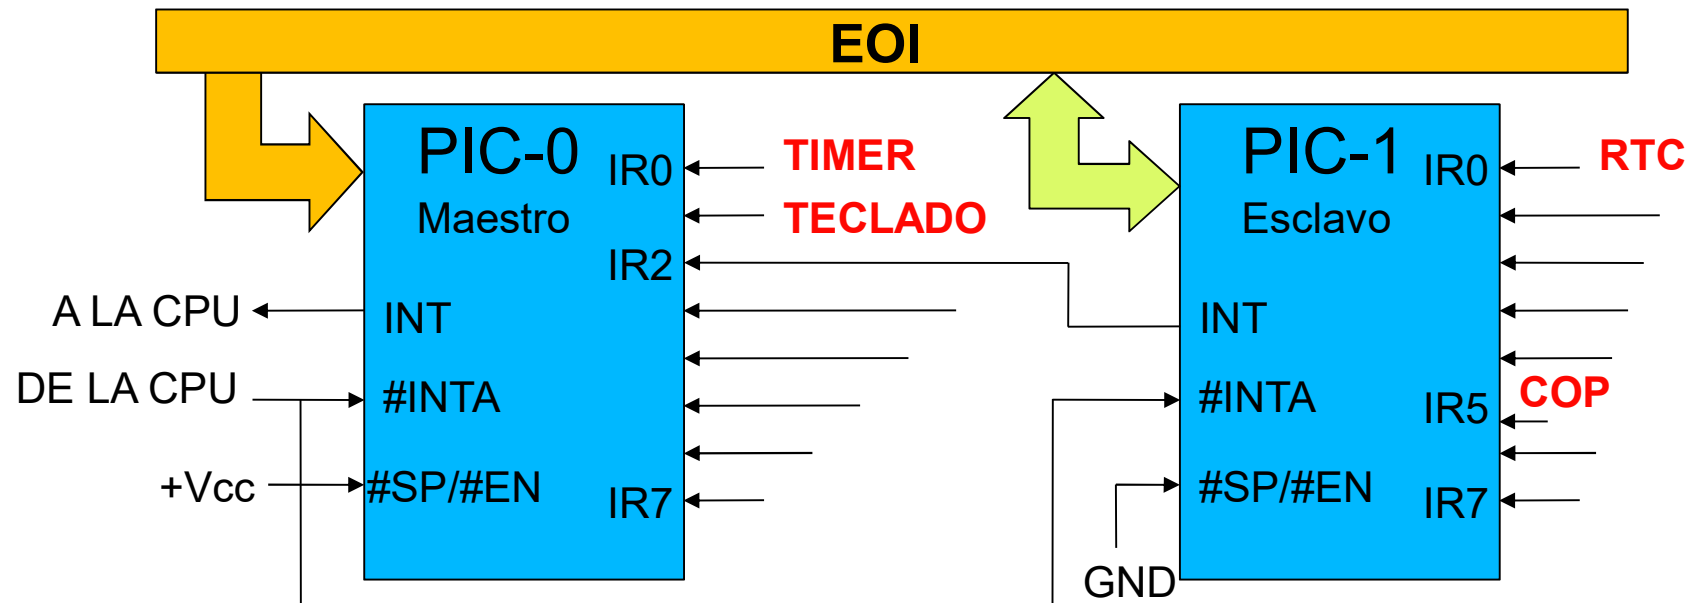 EOI
PIC-0
Maestro
IR0
TIMER
TECLADO
IR2
A LA CPU
INT
DE LA CPU
#INTA
+Vcc
#SP/#EN
IR7
PIC-1
Esclavo
IR0
RTC
INT
#INTA
COP
IR5
#SP/#EN
IR7
GND